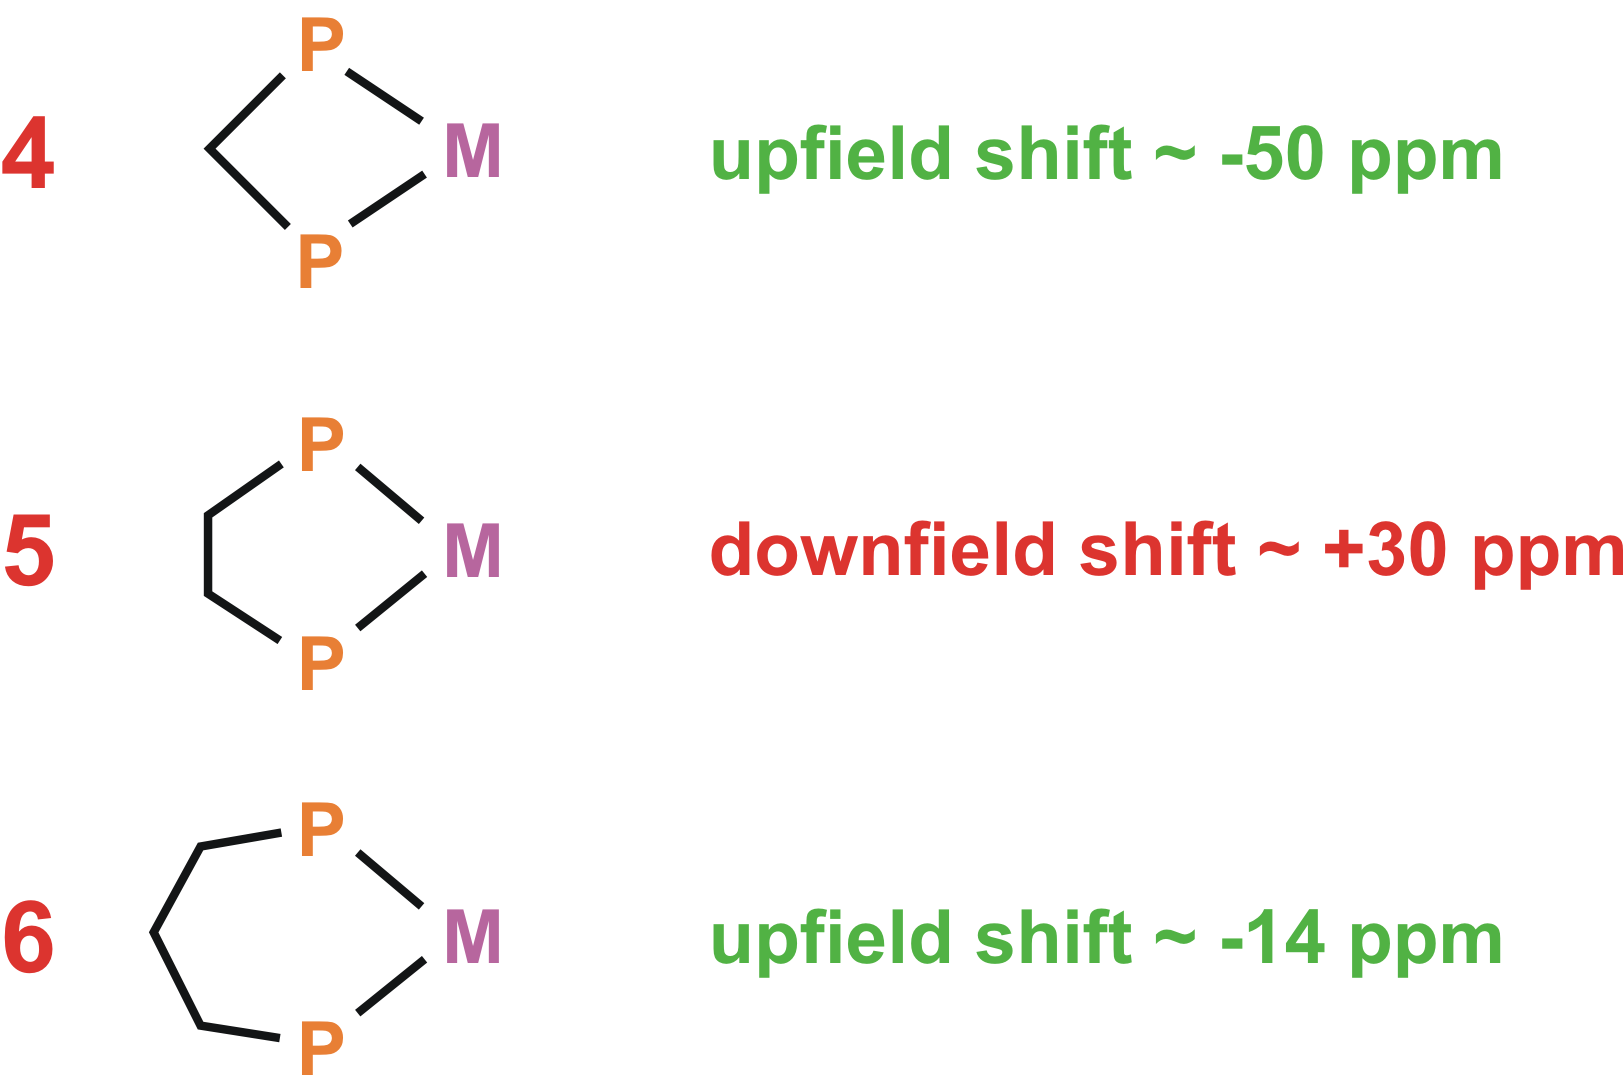 P
4 M upfield shift ~ -50 ppm
P
P
5 M downfield shift ~ +30 ppm
P
P
6 M upfield shift ~ -14 ppm
P